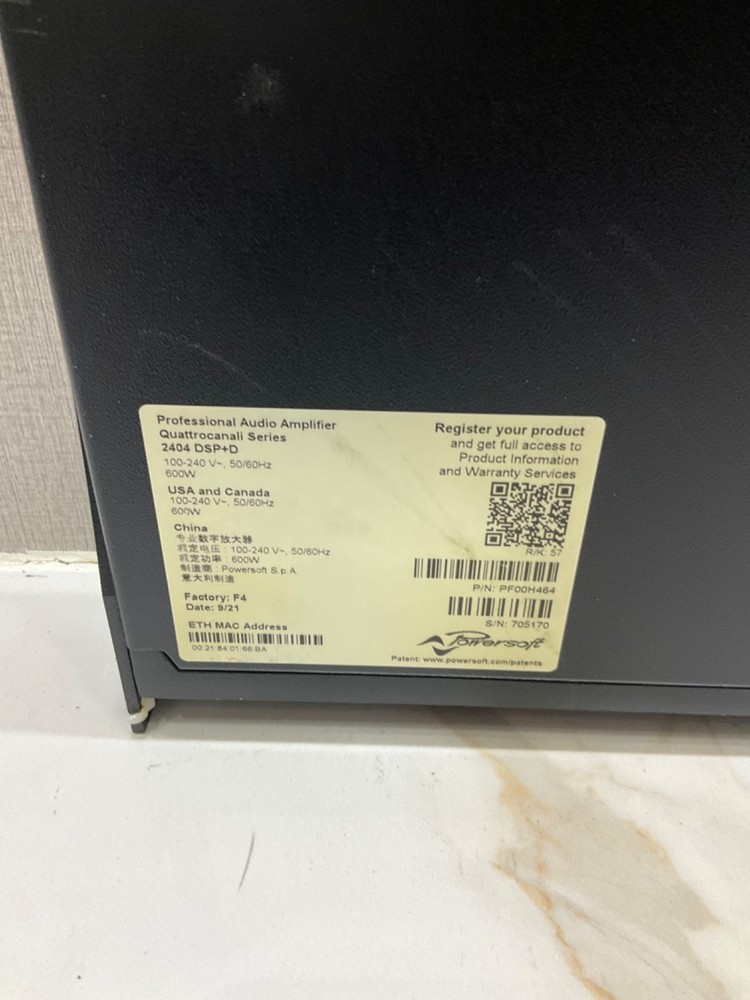 Professional Audio Amplifier
Quattrocanali Series
2404 DSP+D
100-240 V~, 50/60Hz
600W
USA and Canada
100-240 V~, 50/60Hz
600W
China
专业数字放大器
额定电压 : 100-240 V~, 50/60Hz
额定功率 : 600W
制造商 : Powersoft S.p.A.
意大利制造
Factory: F4
Date: 9/21
ETH MAC Address
00:21:84:01:66:BA
Register your product
and get full access to
Product Information
and Warranty Services
R/K: 57
P/N: PF00H464
S/N: 705170
Powersoft
Patent: www.powersoft.com/patents